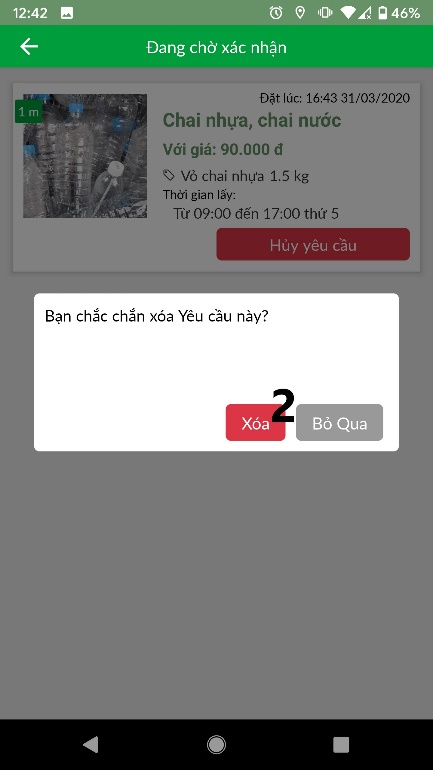 12:42 46%
Đang chờ xác nhận
Đặt lúc: 16:43 31/03/2020
1 m
Chai nhựa, chai nước
Với giá: 90.000 đ
Vỏ chai nhựa 1.5 kg
Thời gian lấy:
Từ 09:00 đến 17:00 thứ 5
Hủy yêu cầu
Bạn chắc chắn xóa Yêu cầu này?
2
Xóa Bỏ Qua